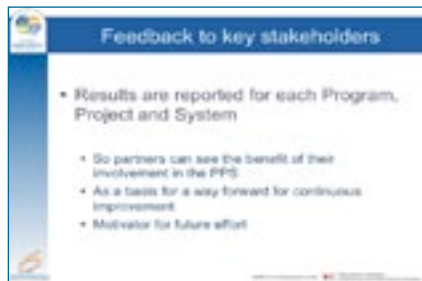 Feedback to key stakeholders
• Results are reported for each Program,
Project and System
• So partners can see the benefit of their
involvement in the PPS
• As a basis for a way forward for continuous
improvement
• Motivator for future effort